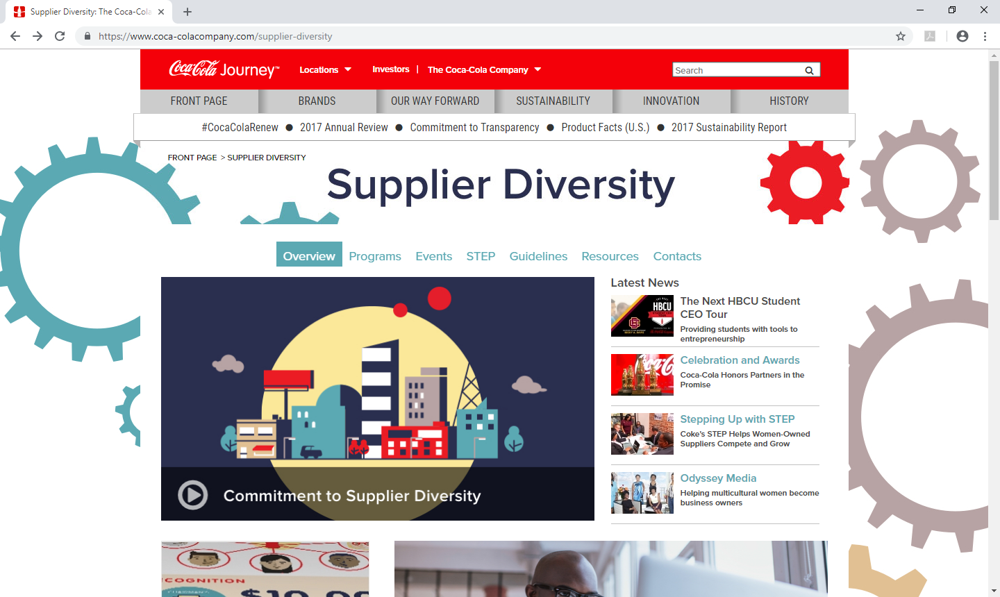 Supplier Diversity: The Coca-Cola
https://www.coca-colacompany.com/supplier-diversity
Coca-Cola Journey™
Locations
Investors | The Coca-Cola Company
Search
FRONT PAGE
BRANDS
OUR WAY FORWARD
SUSTAINABILITY
INNOVATION
HISTORY
#CocaColaRenew ● 2017 Annual Review ● Commitment to Transparency ● Product Facts (U.S.) ● 2017 Sustainability Report
FRONT PAGE > SUPPLIER DIVERSITY
Supplier Diversity
Overview Programs Events STEP Guidelines Resources Contacts
Commitment to Supplier Diversity
Latest News
HBCU
The Next HBCU Student
CEO Tour
Providing students with tools to
entrepreneurship
Celebration and Awards
Coca-Cola Honors Partners in the
Promise
Stepping Up with STEP
Coke's STEP Helps Women-Owned
Suppliers Compete and Grow
Odyssey Media
Helping multicultural women become
business owners
COGNITION